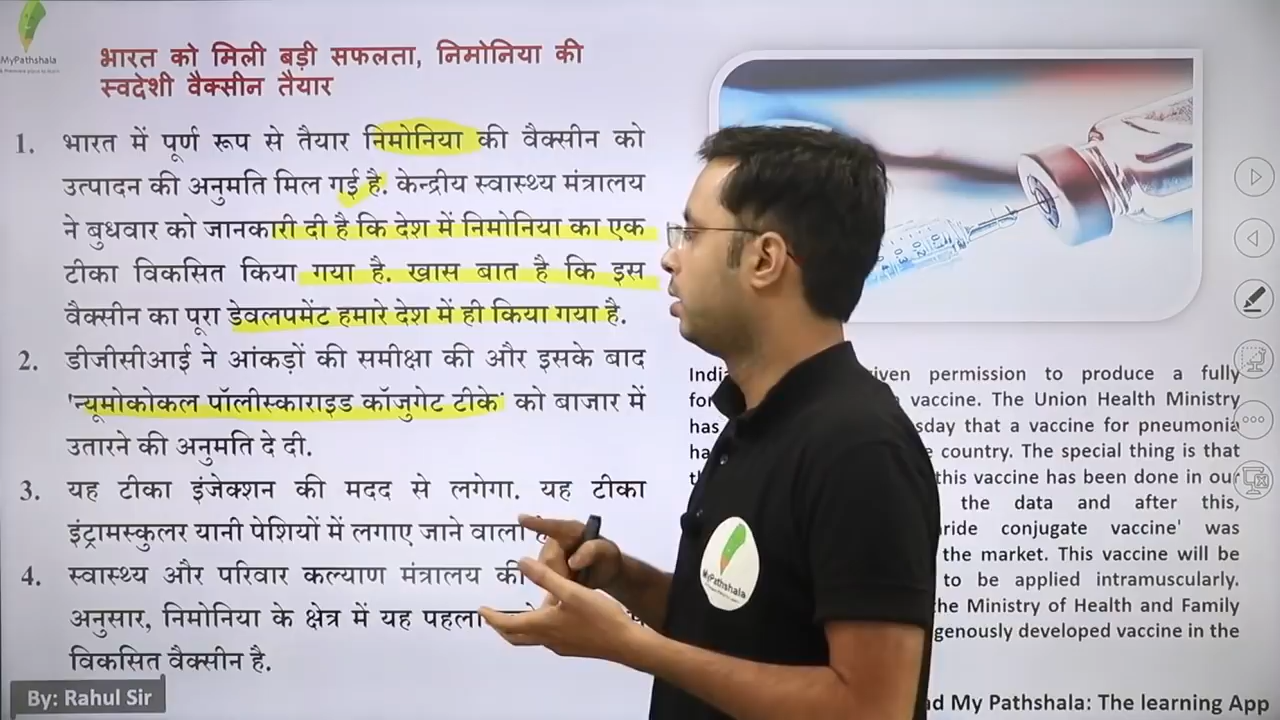 MyPathshala
भारत को मिली बड़ी सफलता, निमोनिया की
स्वदेशी वैक्सीन तैयार
1. भारत में पूर्ण रूप से तैयार निमोनिया की वैक्सीन को
उत्पादन की अनुमति मिल गई है. केन्द्रीय स्वास्थ्य मंत्रालय
ने बुधवार को जानकारी दी है कि देश में निमोनिया का एक
टीका विकसित किया गया है. खास बात है कि इस
वैक्सीन का पूरा डेवलपमेंट हमारे देश में ही किया गया है.
2. डीजीसीआई ने आंकड़ों की समीक्षा की और इसके बाद
'न्यूमोकोकल पॉलीस्काराइड कॉजुगेट टीके' को बाजार में
उतारने की अनुमति दे दी.
3. यह टीका इंजेक्शन की मदद से लगेगा. यह टीका
इंट्रामस्कुलर यानी पेशियों में लगाए जाने वाला
4. स्वास्थ्य और परिवार कल्याण मंत्रालय की
अनुसार, निमोनिया के क्षेत्र में यह पहला
विकसित वैक्सीन है.
By: Rahul Sir
given permission to produce a fully
vaccine. The Union Health Ministry
has that a vaccine for pneumonia
country. The special thing is that
this vaccine has been done in our
the data and after this,
conjugate vaccine' was
the market. This vaccine will be
to be applied intramuscularly.
the Ministry of Health and Family
developed vaccine in the
My Pathshala: The learning App
MyPathshala